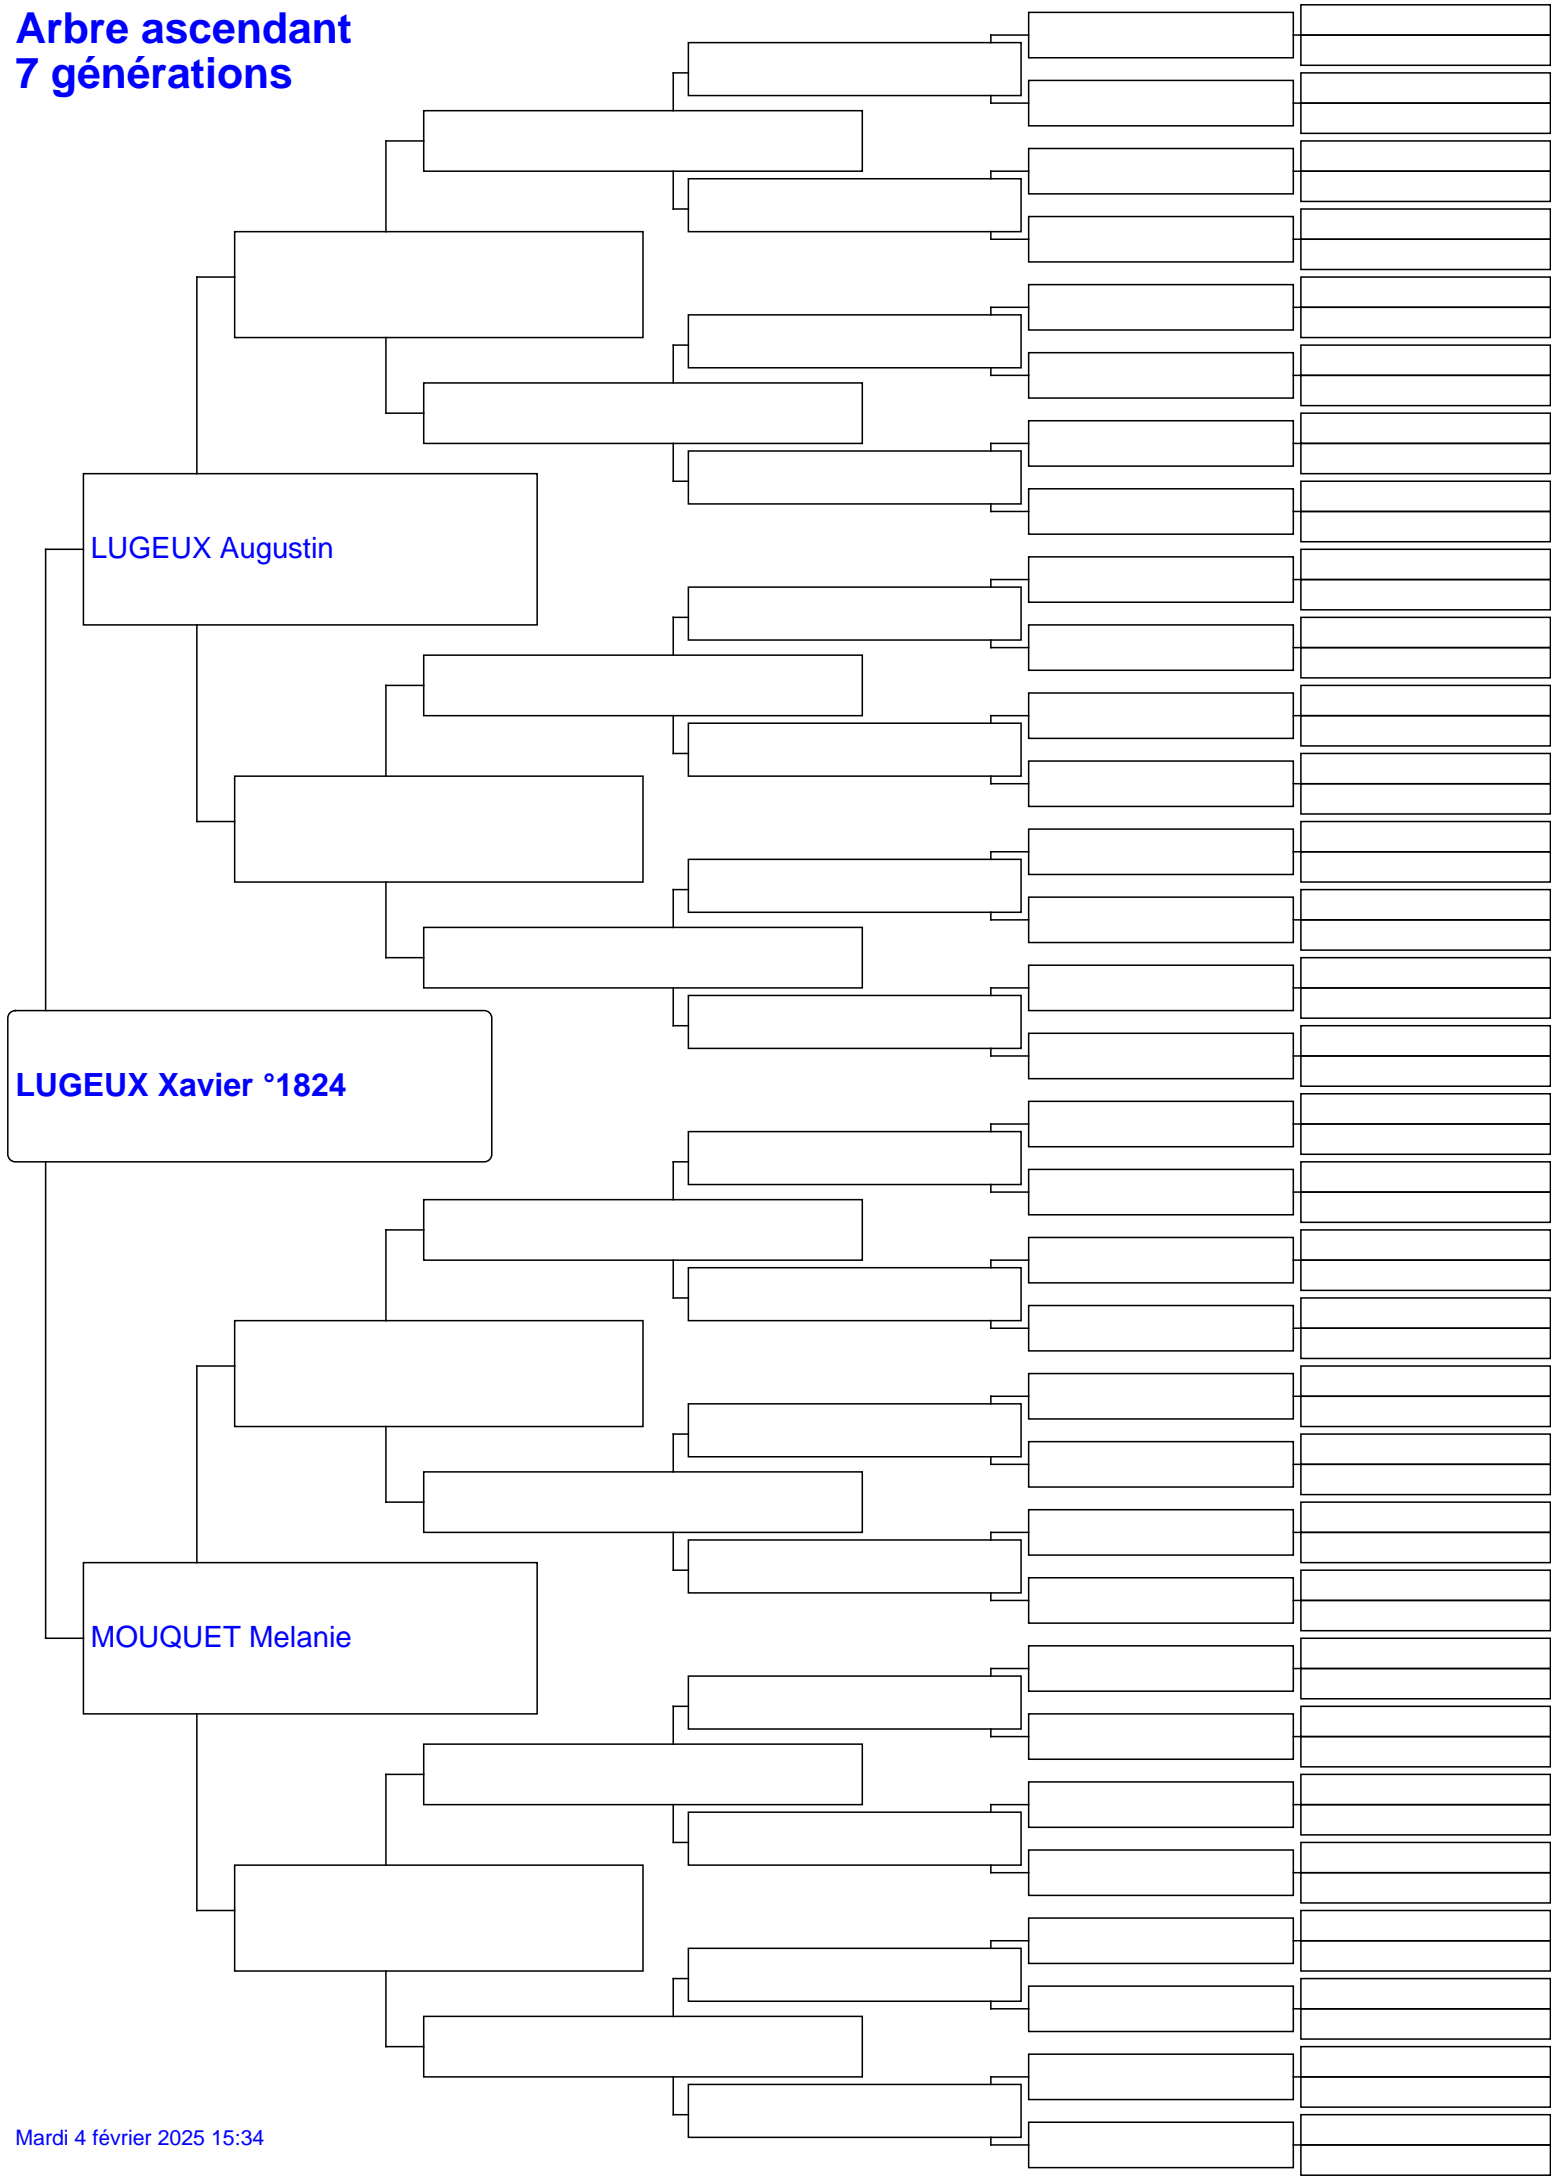 Arbre ascendant
7 générations
LUGEUX Augustin
LUGEUX Xavier °1824
MOUQUET Melanie
Mardi 4 février 2025 15:34